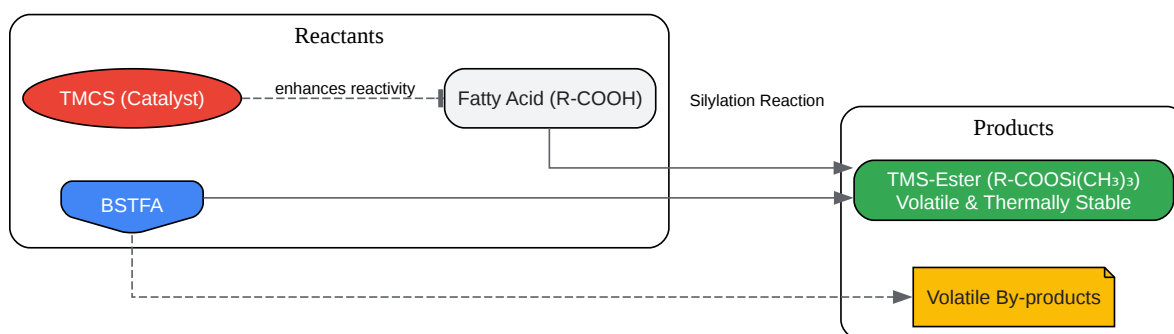 Reactants
TMCS (Catalyst)
enhances reactivity
Fatty Acid (R-COOH)
Silylation Reaction
BSTFA
Products
TMS-Ester (R-COOSi(CH₃)₃)
Volatile & Thermally Stable
Volatile By-products